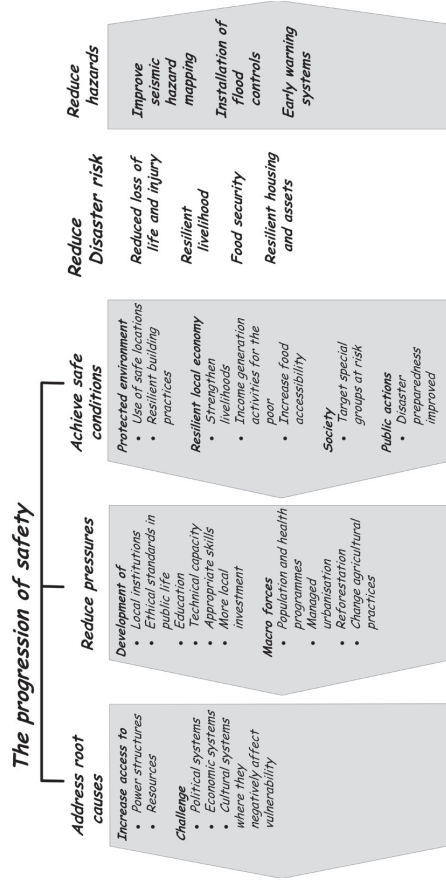 The progression of safety
Address root
causes
Increase access to
• Power structures
• Resources
Challenge
• Political systems
• Economic systems
• Cultural systems
where they
negatively affect
vulnerability
Reduce pressures
Development of
• Local institutions
• Ethical standards in
public life
• Education
• Technical capacity
• Appropriate skills
• More local
investment
Macro forces
• Population and health
programmes
• Managed
urbanisation
• Reforestation
• Change agricultural
practices
Achieve safe
conditions
Protected environment
• Use of safe locations
• Resilient building
practices
Resilient local economy
• Strengthen
livelihoods
• Income generation
activities for the
poor
• Increase food
accessibility
Society
• Target special
groups at risk
Public actions
• Disaster
preparedness
improved
Reduce
Disaster risk
Reduced loss of
life and injury
Resilient
livelihood
Food security
Resilient housing
and assets
Reduce
hazards
Improve
seismic
hazard
mapping
Installation of
flood
controls
Early warning
systems